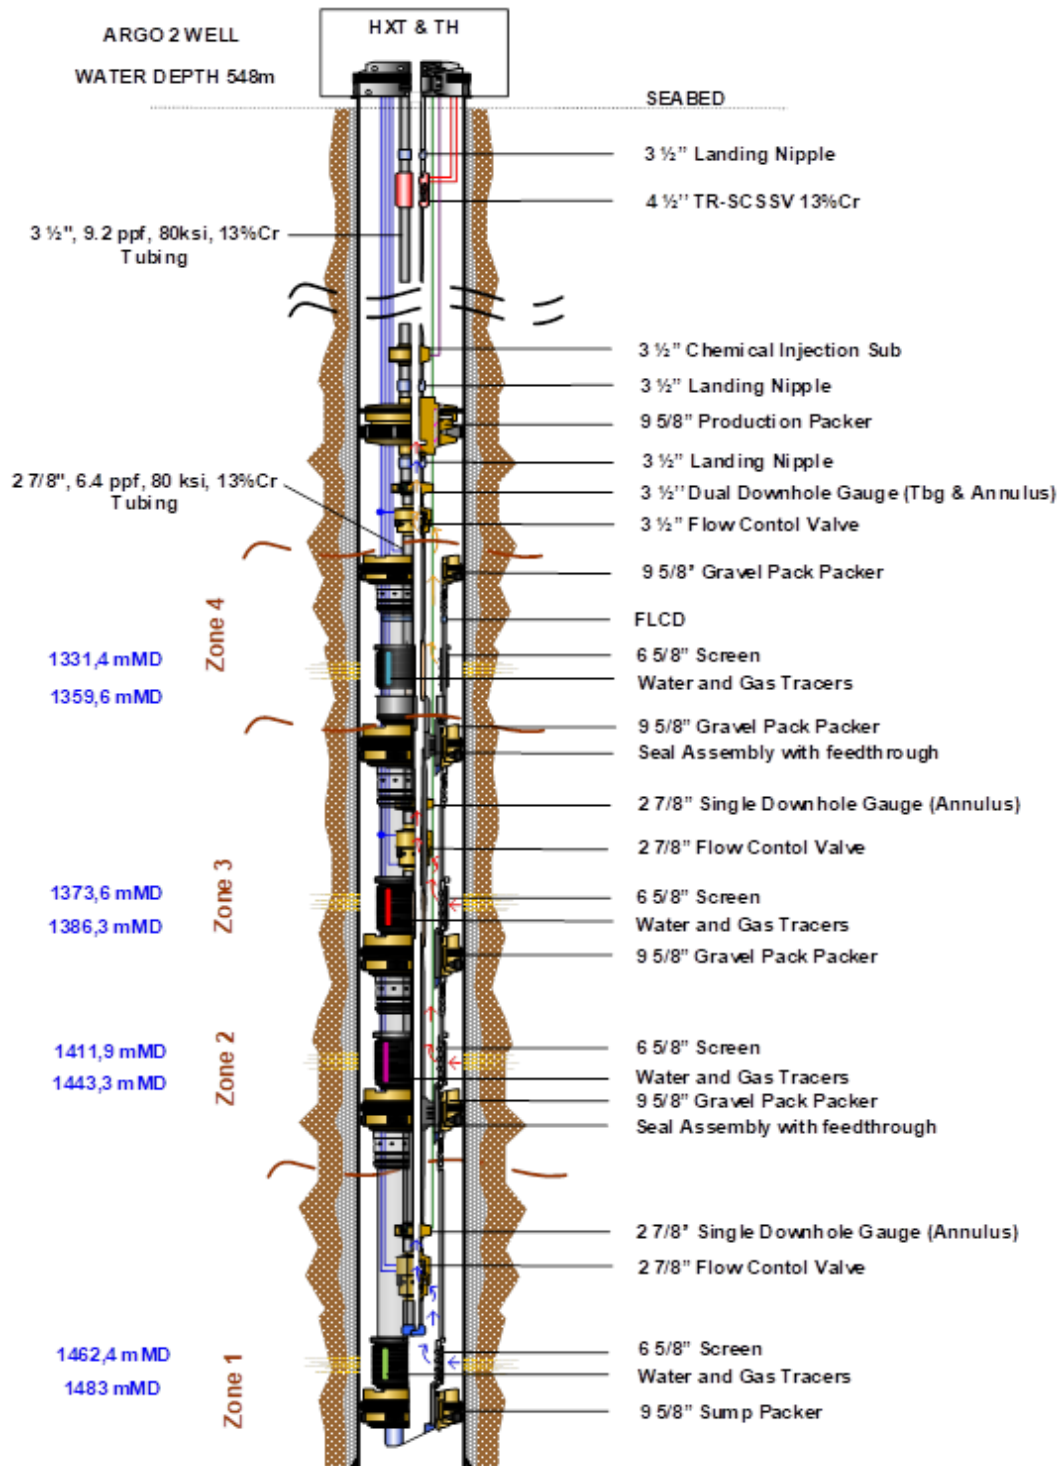 ARGO 2 WELL
WATER DEPTH 548m
HXT & TH
SEABED
3 ½” Landing Nipple
4 ½’’ TR-SCSSV 13%Cr
3 ½", 9.2 ppf, 80ksi, 13%Cr
Tubing
3 ½” Chemical Injection Sub
3 ½” Landing Nipple
9 5/8” Production Packer
3 ½” Landing Nipple
2 7/8", 6.4 ppf, 80 ksi, 13%Cr
Tubing
3 ½’’ Dual Downhole Gauge (Tbg & Annulus)
3 ½” Flow Contol Valve
9 5/8" Gravel Pack Packer
FLCD
Zone 4
1331,4 mMD
1359,6 mMD
6 5/8” Screen
Water and Gas Tracers
9 5/8” Gravel Pack Packer
Seal Assembly with feedthrough
2 7/8” Single Downhole Gauge (Annulus)
2 7/8” Flow Contol Valve
Zone 3
1373,6 mMD
1386,3 mMD
6 5/8” Screen
Water and Gas Tracers
9 5/8” Gravel Pack Packer
Zone 2
1411,9 mMD
1443,3 mMD
6 5/8” Screen
Water and Gas Tracers
9 5/8” Gravel Pack Packer
Seal Assembly with feedthrough
2 7/8" Single Downhole Gauge (Annulus)
2 7/8” Flow Contol Valve
Zone 1
1462,4 mMD
1483 mMD
6 5/8” Screen
Water and Gas Tracers
9 5/8” Sump Packer